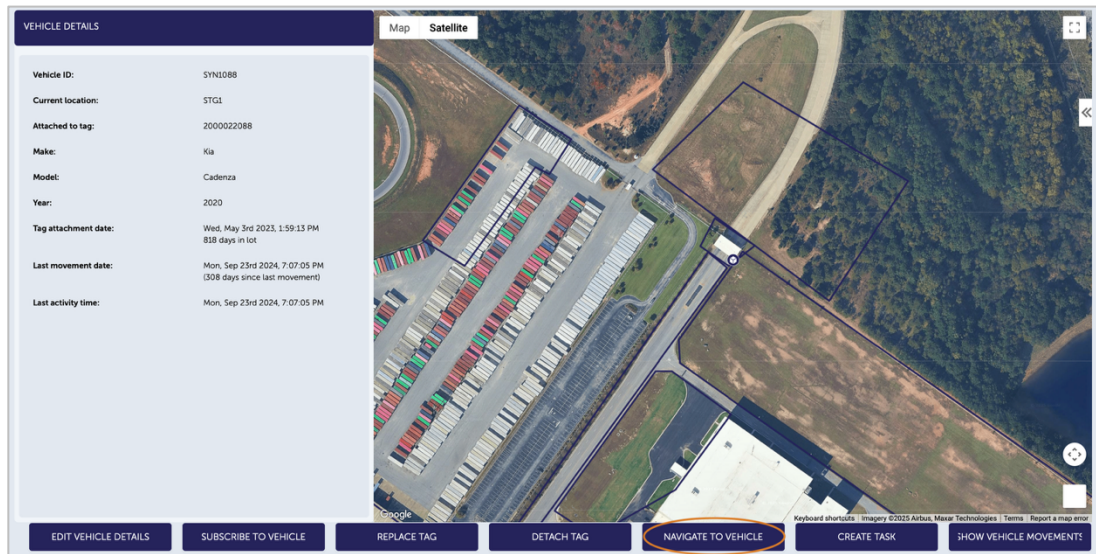 VEHICLE DETAILS
Map Satellite
Vehicle ID: SYN1088
Current location: STG1
Attached to tag: 2000022088
Make: Kia
Model: Cadenza
Year: 2020
Tag attachment date: Wed, May 3rd 2023, 1:59:13 PM
818 days in lot
Last movement date: Mon, Sep 23rd 2024, 7:07:05 PM
(308 days since last movement)
Last activity time: Mon, Sep 23rd 2024, 7:07:05 PM
Google
Keyboard shortcuts Imagery ©2025 Airbus, Maxar Technologies Terms Report a map error
EDIT VEHICLE DETAILS SUBSCRIBE TO VEHICLE REPLACE TAG DETACH TAG NAVIGATE TO VEHICLE CREATE TASK SHOW VEHICLE MOVEMENTS